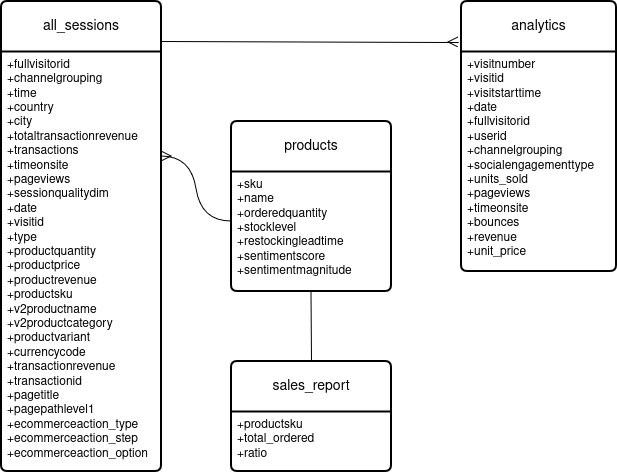 all_sessions
+fullvisitorid
+channelgrouping
+time
+country
+city
+totaltransactionrevenue
+transactions
+timeonsite
+pageviews
+sessionqualitydim
+date
+visitid
+type
+productquantity
+productprice
+productrevenue
+productsku
+v2productname
+v2productcategory
+productvariant
+currencycode
+transactionrevenue
+transactionid
+pagetitle
+pagepathlevel1
+ecommerceaction_type
+ecommerceaction_step
+ecommerceaction_option
products
+sku
+name
+orderedquantity
+stocklevel
+restockingleadtime
+sentimentscore
+sentimentmagnitude
sales_report
+productsku
+total_ordered
+ratio
analytics
+visitnumber
+visitid
+visitstarttime
+date
+fullvisitorid
+userid
+channelgrouping
+socialengagementtype
+units_sold
+pageviews
+timeonsite
+bounces
+revenue
+unit_price